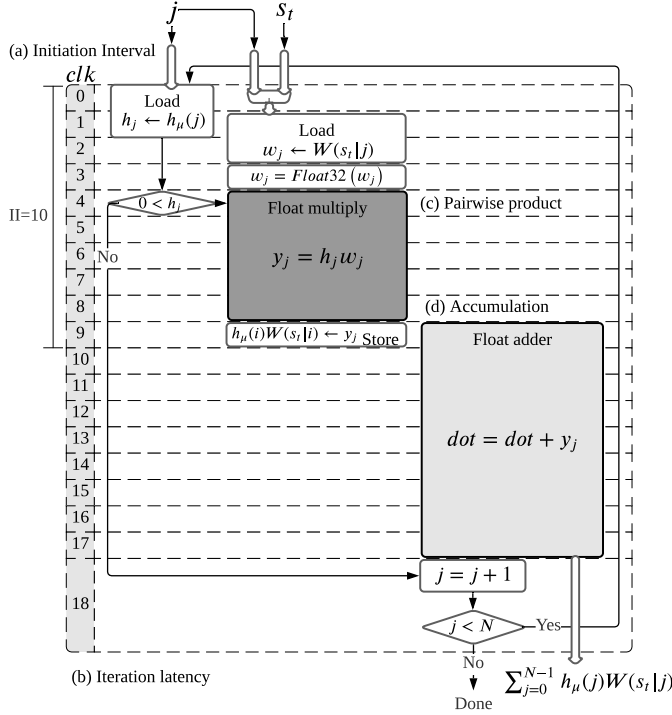 j
s_t
(a) Initiation Interval
clk
0
Load
h_j ← h_μ(j)
1
Load
2
w_j ← W(s_t|j)
3
w_j = Float32 (w_j)
4
0 < h_j
Float multiply
(c) Pairwise product
II=10
5
No
6
y_j = h_j w_j
7
8
(d) Accumulation
9
h_μ(i)W(s_t|i) ← y_j Store
Float adder
10
11
12
13
dot = dot + y_j
14
15
16
17
j = j + 1
18
j < N
Yes
No
(b) Iteration latency
∑_{j=0}^{N−1} h_μ(j)W(s_t|j)
Done